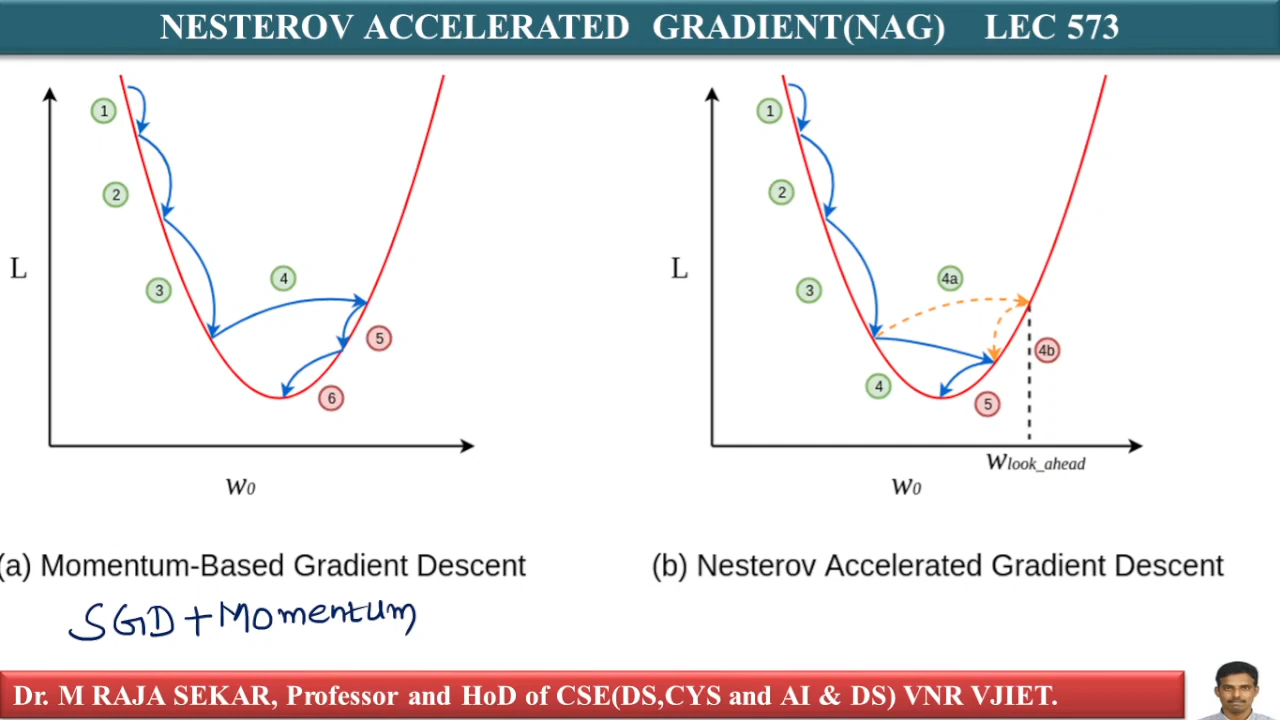 NESTEROV ACCELERATED GRADIENT(NAG) LEC 573
1
2
3
4
5
6
L
w0
1
2
3
4a
4b
4
5
L
wlook_ahead
w0
(a) Momentum-Based Gradient Descent
(b) Nesterov Accelerated Gradient Descent
SGD + Momentum
Dr. M RAJA SEKAR, Professor and HoD of CSE(DS,CYS and AI & DS) VNR VJIET.